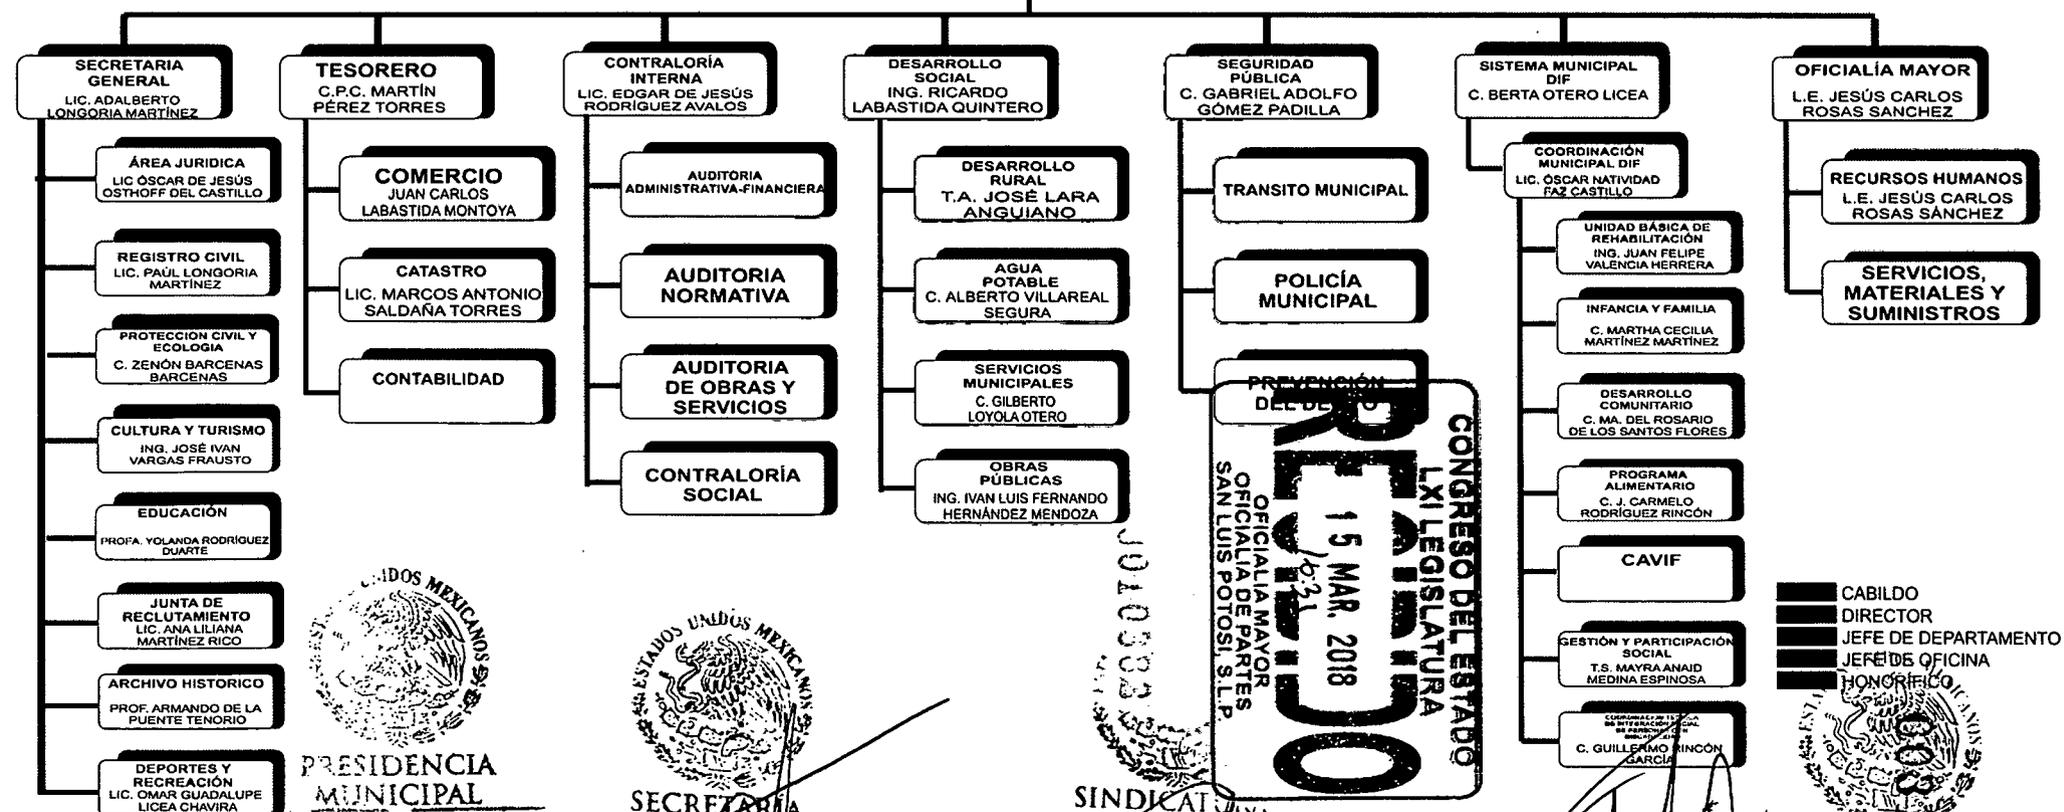 SECRETARIA
GENERAL
LIC. ADALBERTO
LONGORIA MARTÍNEZ
ÁREA JURIDICA
LIC ÓSCAR DE JESÚS
OSTHOFF DEL CASTILLO
REGISTRO CIVIL
LIC. PAÚL LONGORIA
MARTÍNEZ
PROTECCIÓN CIVIL Y
ECOLOGIA
C. ZENÓN BARCENAS
BARCENAS
CULTURA Y TURISMO
ING. JOSÉ IVAN
VARGAS FRAUSTO
EDUCACIÓN
PROFA. YOLANDA RODRÍGUEZ
DUARTE
JUNTA DE
RECLUTAMIENTO
LIC. ANA LILIANA
MARTÍNEZ RICO
ARCHIVO HISTORICO
PROF. ARMANDO DE LA
PUENTE TENORIO
DEPORTES Y
RECREACIÓN
LIC. OMAR GUADALUPE
LICEA CHAVIRA
TESORERO
C.P.C. MARTÍN
PÉREZ TORRES
COMERCIO
JUAN CARLOS
LABASTIDA MONTOYA
CATASTRO
LIC. MARCOS ANTONIO
SALDAÑA TORRES
CONTABILIDAD
CONTRALORÍA
INTERNA
LIC. EDGAR DE JESÚS
RODRÍGUEZ AVALOS
AUDITORIA
ADMINISTRATIVA-FINANCIERA
AUDITORIA
NORMATIVA
AUDITORIA
DE OBRAS Y
SERVICIOS
CONTRALORÍA
SOCIAL
DESARROLLO
SOCIAL
ING. RICARDO
LABASTIDA QUINTERO
DESARROLLO
RURAL
T.A. JOSÉ LARA
ANGUIANO
AGUA
POTABLE
C. ALBERTO VILLAREAL
SEGURA
SERVICIOS
MUNICIPALES
C. GILBERTO
LOYOLA OTERO
OBRAS
PÚBLICAS
ING. IVAN LUIS FERNANDO
HERNÁNDEZ MENDOZA
SEGURIDAD
PÚBLICA
C. GABRIEL ADOLFO
GÓMEZ PADILLA
TRANSITO MUNICIPAL
POLICÍA
MUNICIPAL
PREVENCIÓN
SISTEMA MUNICIPAL
DIF
C. BERTA OTERO LICEA
COORDINACIÓN
MUNICIPAL DIF
LIC. ÓSCAR NATIVIDAD
FAZ CASTILLO
UNIDAD BÁSICA DE
REHABILITACIÓN
ING. JUAN FELIPE
VALENCIA HERRERA
INFANCIA Y FAMILIA
C. MARTHA CECILIA
MARTÍNEZ MARTÍNEZ
DESARROLLO
COMUNITARIO
C. MA. DEL ROSARIO
DE LOS SANTOS FLORES
PROGRAMA
ALIMENTARIO
C. J. CARMELO
RODRÍGUEZ RINCÓN
CAVIF
GESTIÓN Y PARTICIPACIÓN
SOCIAL
T.S. MAYRA ANAID
MEDINA ESPINOSA
C. GUILLERMO RINCÓN
GARCÍA
OFICIALÍA MAYOR
L.E. JESÚS CARLOS
ROSAS SANCHEZ
RECURSOS HUMANOS
L.E. JESÚS CARLOS
ROSAS SÁNCHEZ
SERVICIOS,
MATERIALES Y
SUMINISTROS
CABILDO
DIRECTOR
JEFE DE DEPARTAMENTO
JEFE DE OFICINA
HONORÍFICO
CONGRESO DEL ESTADO
LXI LEGISLATURA
RECIBIDO
15 MAR. 2018
OFICIALIA MAYOR
OFICIALIA DE PARTES
SAN LUIS POTOSI, S.L.P.
PRESIDENCIA
MUNICIPAL
ESTADOS UNIDOS MEXICANOS
SECRETARIA